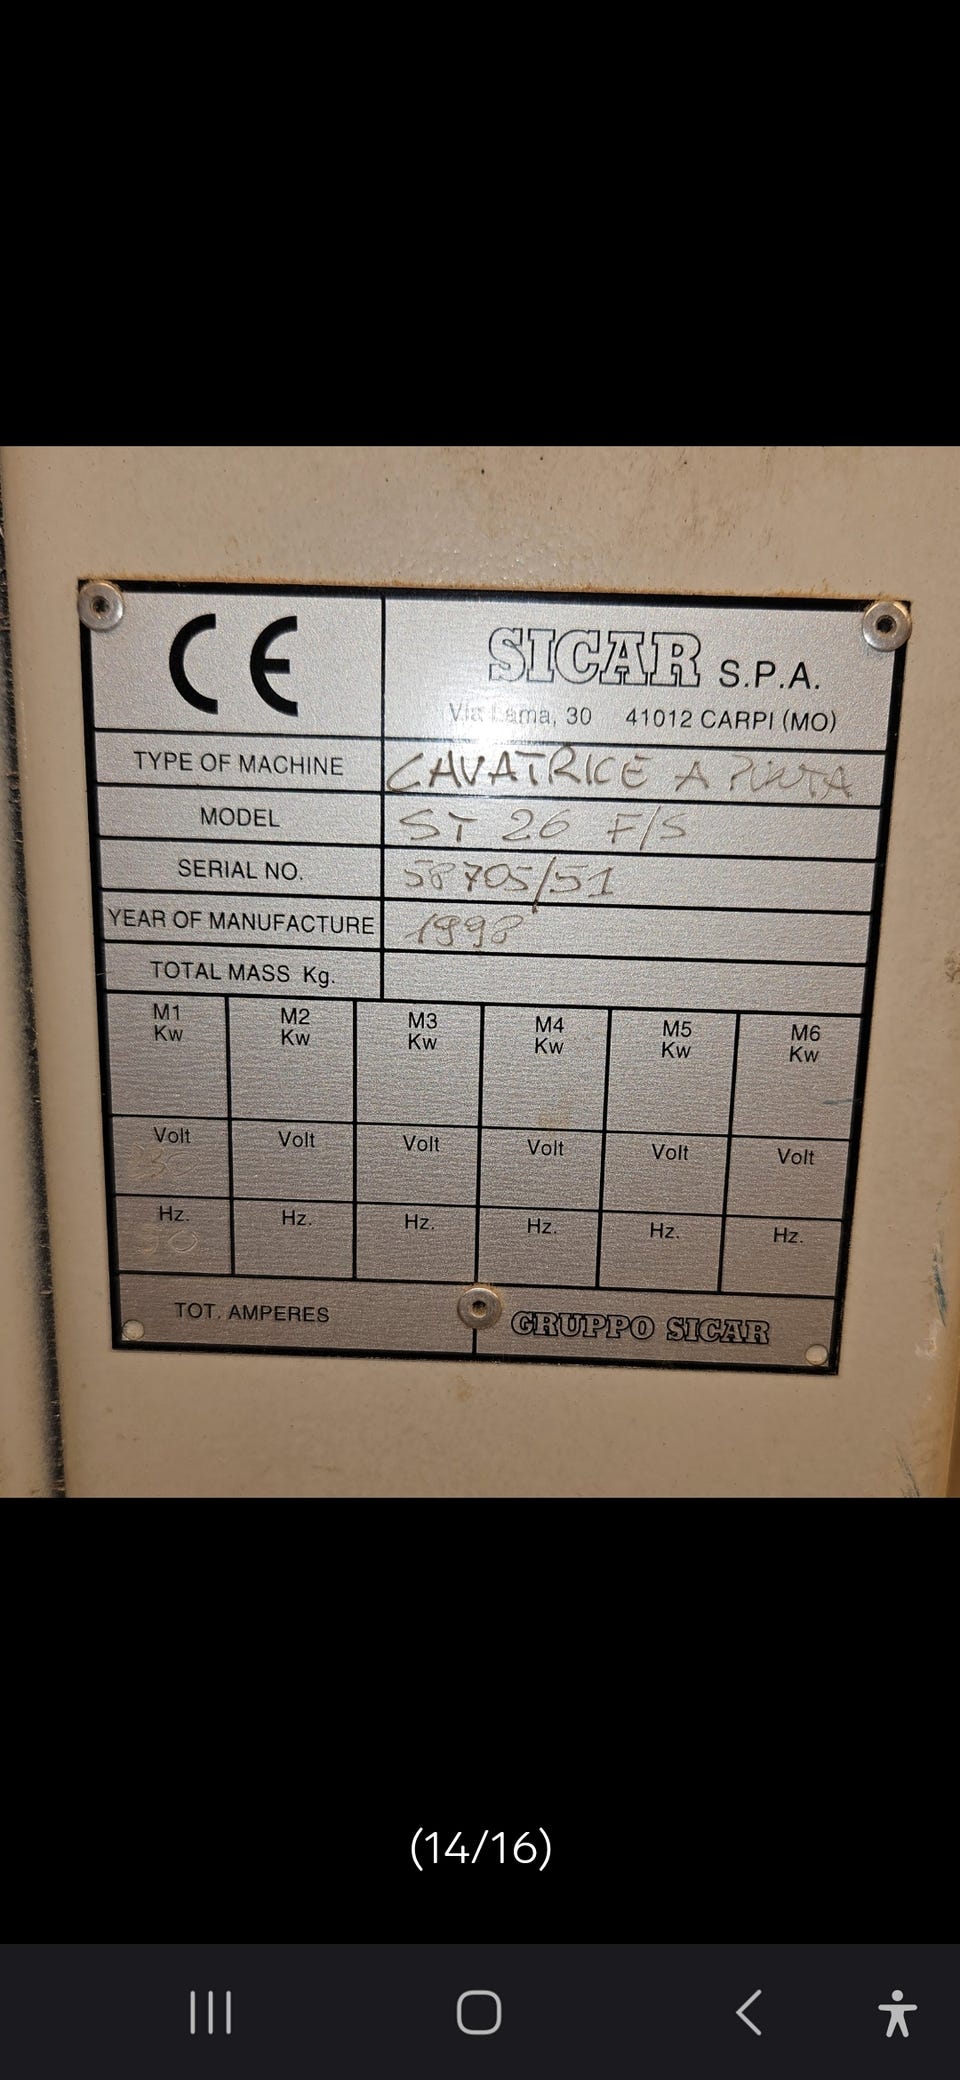 CE
SICAR S.P.A.
Via Lama, 30 41012 CARPI (MO)
TYPE OF MACHINE CAVATRICE A PUNTA
MODEL ST 26 F/S
SERIAL NO. 58705/51
YEAR OF MANUFACTURE 1998
TOTAL MASS Kg.
M1 M2 M3 M4 M5 M6
Kw Kw Kw Kw Kw Kw
Volt Volt Volt Volt Volt Volt
Hz. Hz. Hz. Hz. Hz. Hz.
50
TOT. AMPERES GRUPPO SICAR
(14/16)